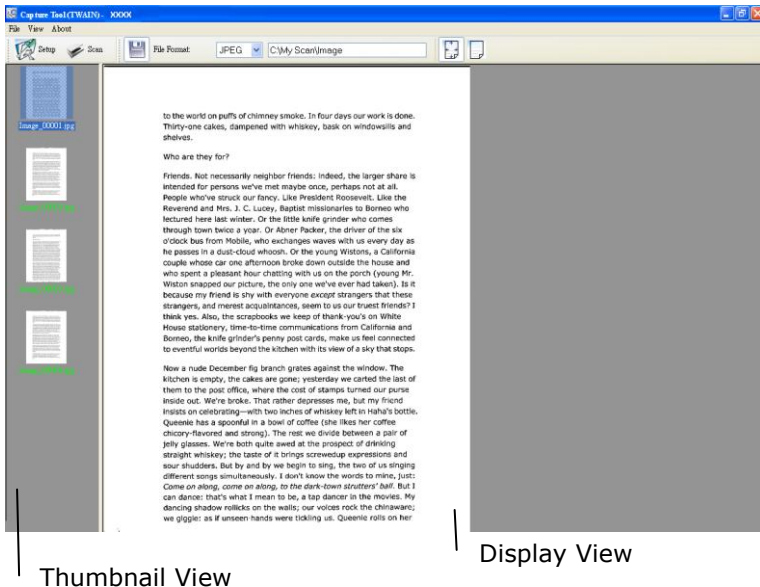 Capture Tool(TWAIN) - XXXX
File View About
Setup Scan File Format: JPEG C:\My Scan\Image
Image_00001.jpg
to the world on puffs of chimney smoke. In four days our work is done.
Thirty-one cakes, dampened with whiskey, bask on windowsills and
shelves.
Who are they for?
Friends. Not necessarily neighbor friends: indeed, the larger share is
intended for persons we've met maybe once, perhaps not at all.
People who've struck our fancy. Like President Roosevelt. Like the
Reverend and Mrs. J. C. Lucey, Baptist missionaries to Borneo who
lectured here last winter. Or the little knife grinder who comes
through town twice a year. Or Abner Packer, the driver of the six
o'clock bus from Mobile, who exchanges waves with us every day as
he passes in a dust-cloud whoosh. Or the young Wistons, a California
couple whose car one afternoon broke down outside the house and
who spent a pleasant hour chatting with us on the porch (young Mr.
Wiston snapped our picture, the only one we've ever had taken). Is it
because my friend is shy with everyone except strangers that these
strangers, and merest acquaintances, seem to us our truest friends? I
think yes. Also, the scrapbooks we keep of thank-you's on White
House stationery, time-to-time communications from California and
Borneo, the knife grinder's penny post cards, make us feel connected
to eventful worlds beyond the kitchen with its view of a sky that stops.
Now a nude December fig branch grates against the window. The
kitchen is empty, the cakes are gone; yesterday we carted the last of
them to the post office, where the cost of stamps turned our purse
inside out. We're broke. That rather depresses me, but my friend
insists on celebrating—with two inches of whiskey left in Haha's bottle.
Queenie has a spoonful in a bowl of coffee (she likes her coffee
chicory-flavored and strong). The rest we divide between a pair of
jelly glasses. We're both quite awed at the prospect of drinking
straight whiskey; the taste of it brings screwedup expressions and
sour shudders. But by and by we begin to sing, the two of us singing
different songs simultaneously. I don't know the words to mine, just:
Come on along, come on along, to the dark-town strutters' ball. But I
can dance: that's what I mean to be, a tap dancer in the movies. My
dancing shadow rollicks on the walls; our voices rock the chinaware;
we giggle: as if unseen hands were tickling us. Queenie rolls on her
Display View
Thumbnail View